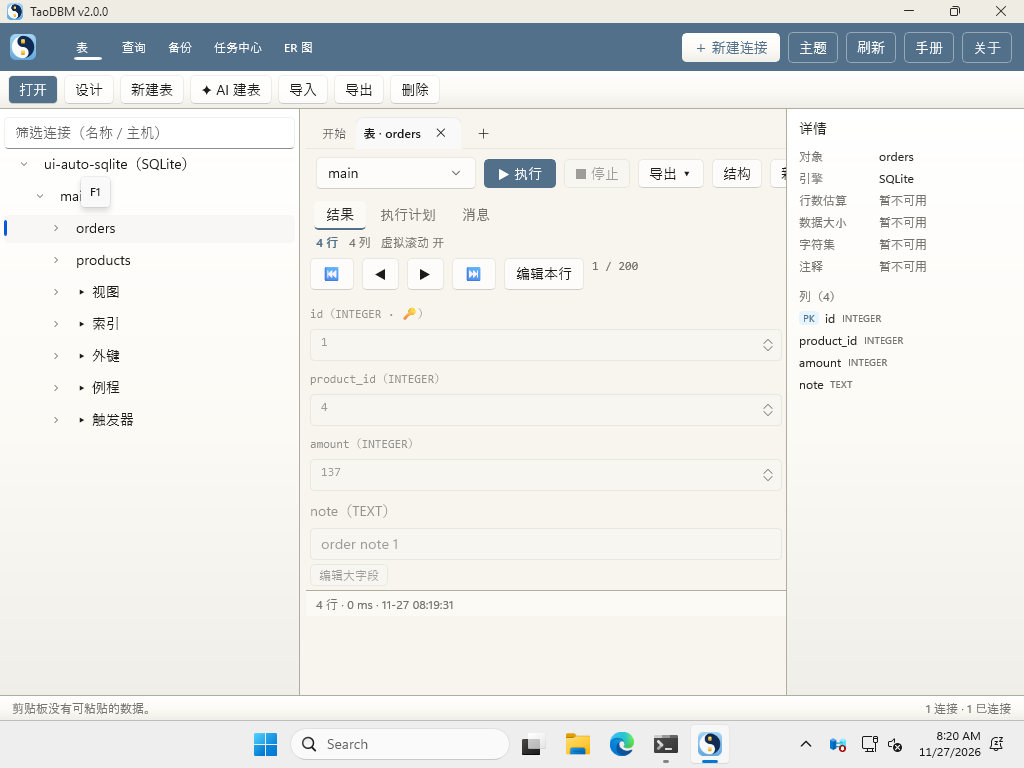 TaoDBM v2.0.0
表
查询
备份
任务中心
ER 图
+ 新建连接
主题
刷新
手册
关于
打开
设计
新建表
✦ AI 建表
导入
导出
删除
筛选连接（名称 / 主机）
ui-auto-sqlite（SQLite）
F1
orders
products
视图
索引
外键
例程
触发器
开始
表 · orders
main
执行
停止
导出
结构
结果
执行计划
消息
4 行 4 列 虚拟滚动 开
编辑本行
1 / 200
id（INTEGER · 🔑）
1
product_id（INTEGER）
4
amount（INTEGER）
137
note（TEXT）
order note 1
编辑大字段
4 行 · 0 ms · 11-27 08:19:31
详情
对象 orders
引擎 SQLite
行数估算 暂不可用
数据大小 暂不可用
字符集 暂不可用
注释 暂不可用
列（4）
PK id INTEGER
product_id INTEGER
amount INTEGER
note TEXT
剪贴板没有可粘贴的数据。
1 连接 · 1 已连接
Search
8:20 AM
11/27/2026